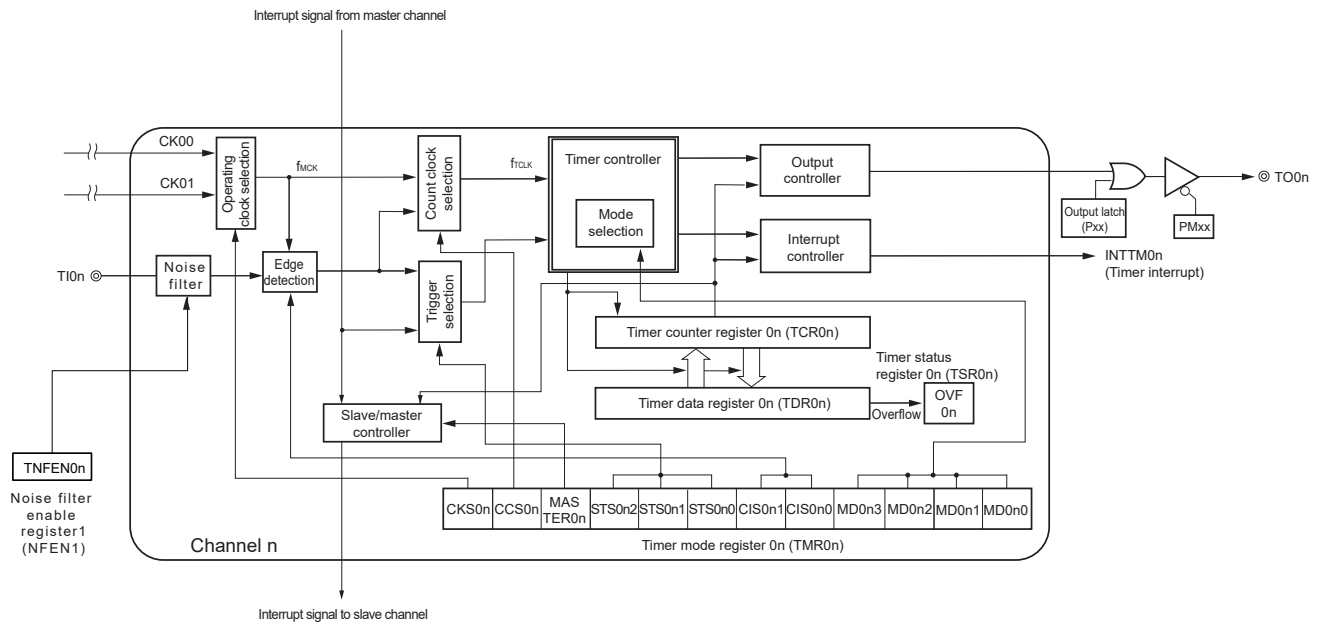 Interrupt signal from master channel
CK00
CK01
Operating
clock selection
fMCK
Count clock
selection
fTCLK
Timer controller
Mode
selection
Output
controller
Output latch
(Pxx)
PMxx
TO0n
Interrupt
controller
INTTM0n
(Timer interrupt)
TI0n
Noise
filter
Edge
detection
Trigger
selection
Timer counter register 0n (TCR0n)
Timer status
register 0n (TSR0n)
Timer data register 0n (TDR0n)
Overflow
OVF
0n
Slave/master
controller
TNFEN0n
Noise filter
enable
register1
(NFEN1)
CKS0n
CCS0n
MAS
TER0n
STS0n2
STS0n1
STS0n0
CIS0n1
CIS0n0
MD0n3
MD0n2
MD0n1
MD0n0
Channel n
Timer mode register 0n (TMR0n)
Interrupt signal to slave channel